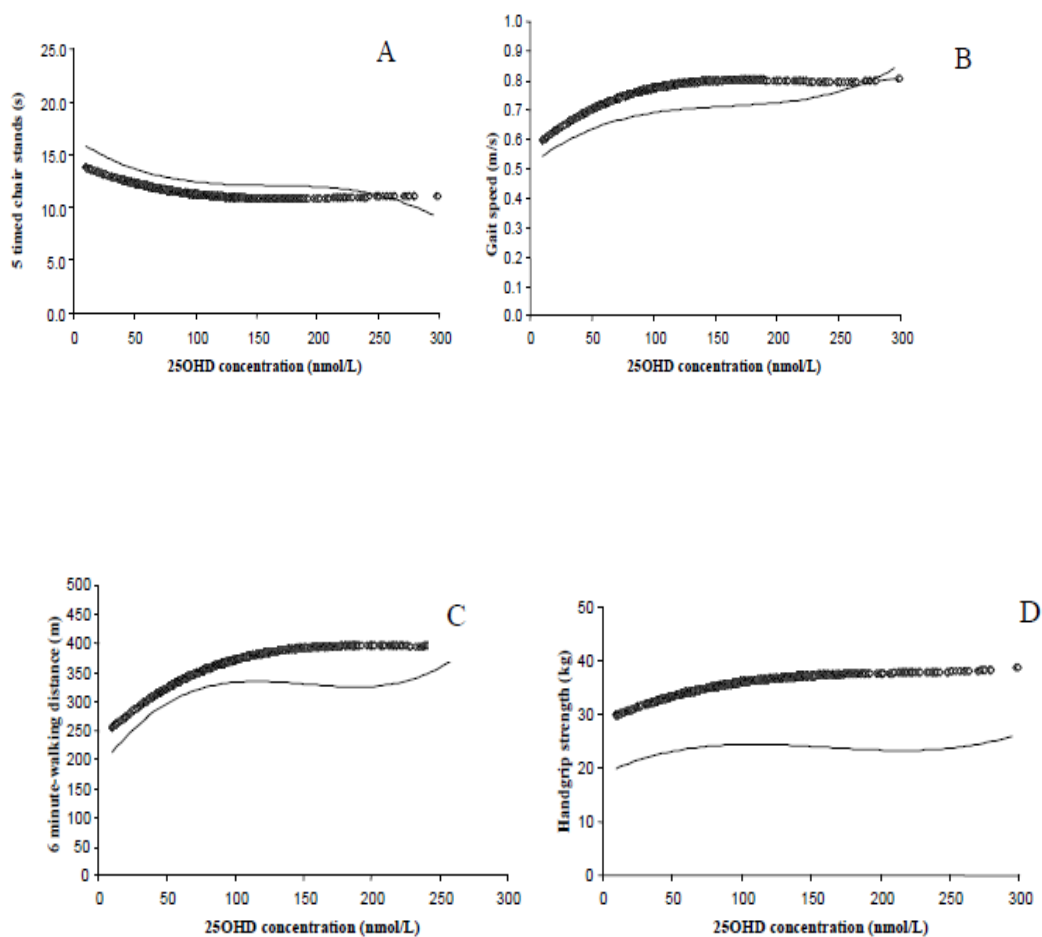 A
5 timed chair stands (s)
25.0
20.0
15.0
10.0
5.0
0.0
0 50 100 150 200 250 300
25OHD concentration (nmol/L)
B
Gait speed (m/s)
1.0
0.9
0.8
0.7
0.6
0.5
0.4
0.3
0.2
0.1
0.0
0 50 100 150 200 250 300
25OHD concentration (nmol/L)
C
6 minute-walking distance (m)
500
450
400
350
300
250
200
150
100
50
0
0 50 100 150 200 250 300
25OHD concentration (nmol/L)
D
Handgrip strength (kg)
50
40
30
20
10
0
0 50 100 150 200 250 300
25OHD concentration (nmol/L)